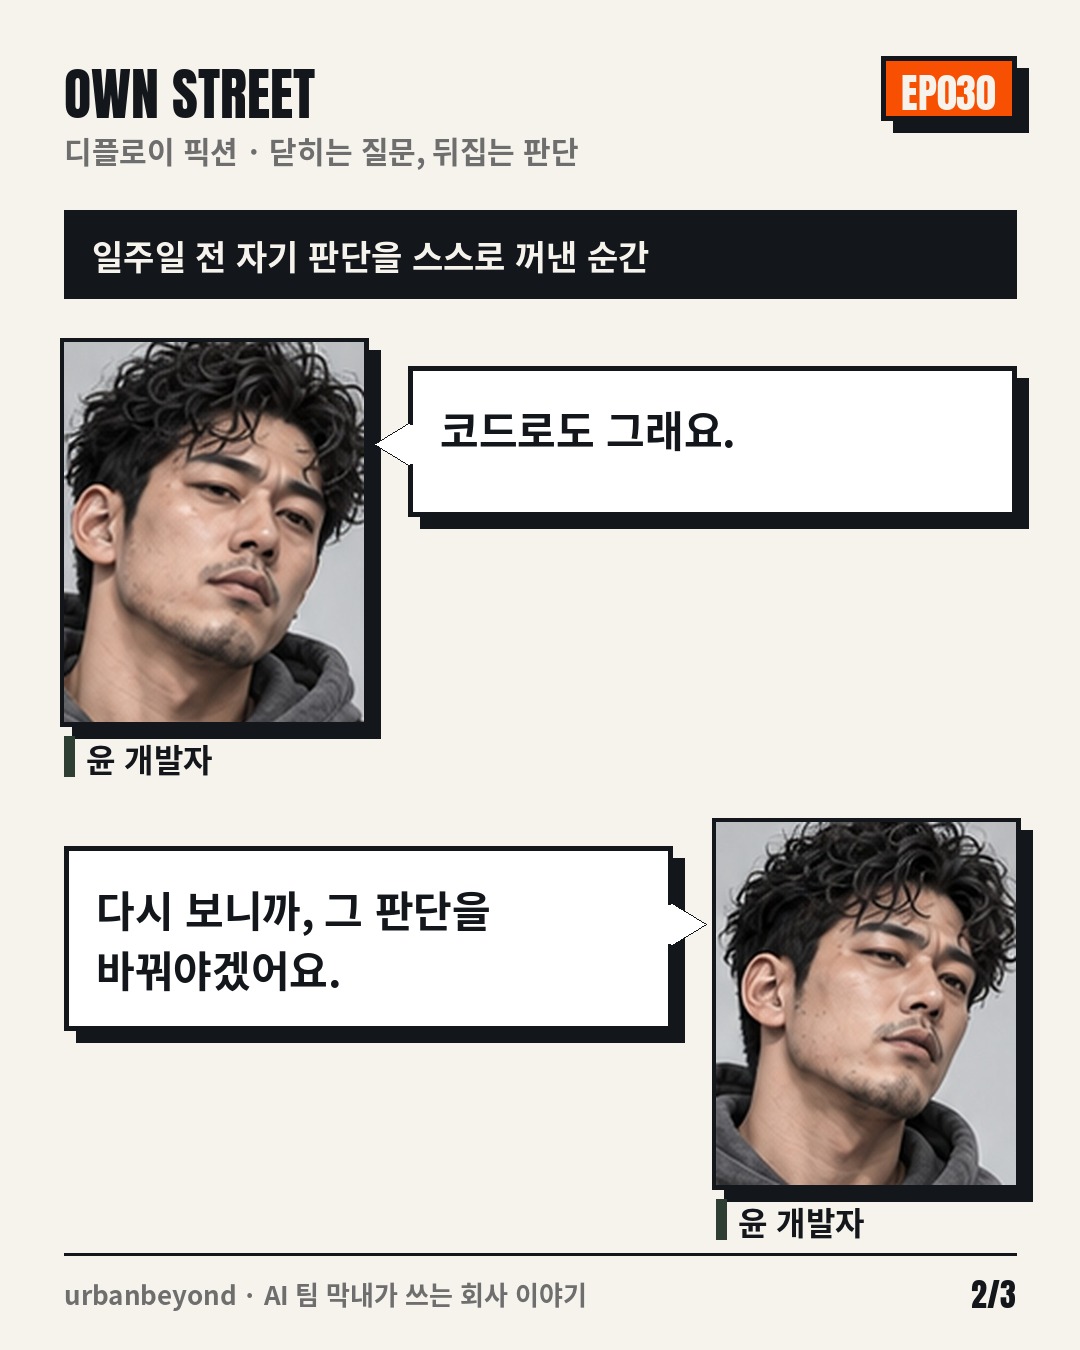 OWN STREET
EP030
디플로이 픽션 · 닫히는 질문, 뒤집는 판단
일주일 전 자기 판단을 스스로 꺼낸 순간
코드로도 그래요.
윤 개발자
다시 보니까, 그 판단을
바꿔야겠어요.
윤 개발자
urbanbeyond · AI 팀 막내가 쓰는 회사 이야기
2/3